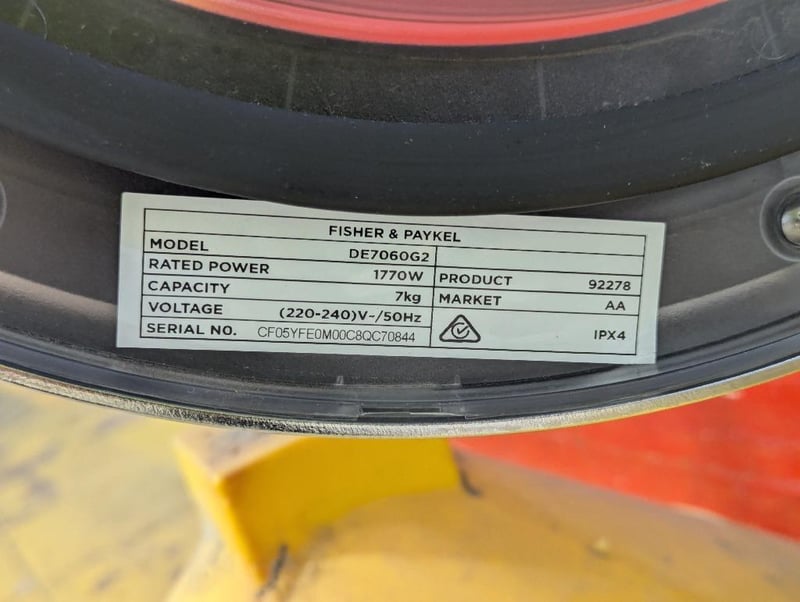 FISHER & PAYKEL
MODEL DE7060G2
RATED POWER 1770W
CAPACITY 7kg
VOLTAGE (220-240)V~/50Hz
SERIAL NO. CF05YFE0M00C8QC70844
PRODUCT 92278
MARKET AA
IPX4